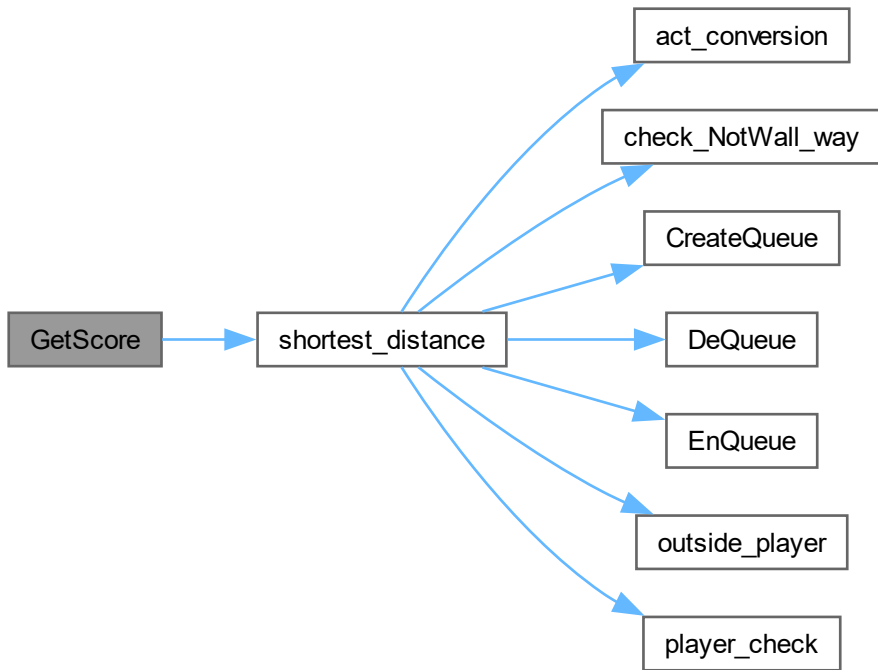 act_conversion
check_NotWall_way
CreateQueue
GetScore
shortest_distance
DeQueue
EnQueue
outside_player
player_check